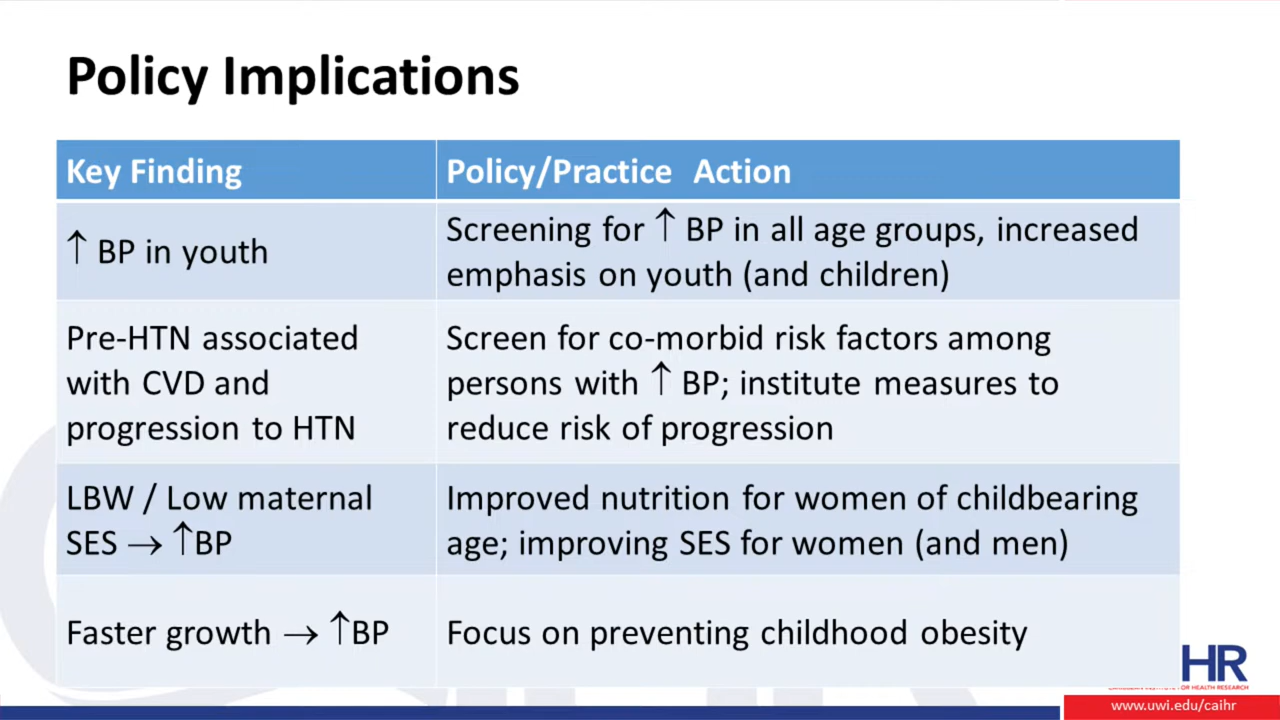 Policy Implications
Key Finding
Policy/Practice Action
↑ BP in youth
Screening for ↑ BP in all age groups, increased
emphasis on youth (and children)
Pre-HTN associated
with CVD and
progression to HTN
Screen for co-morbid risk factors among
persons with ↑ BP; institute measures to
reduce risk of progression
LBW / Low maternal
SES → ↑BP
Improved nutrition for women of childbearing
age; improving SES for women (and men)
Faster growth → ↑BP
Focus on preventing childhood obesity
HR
INSTITUTE FOR HEALTH RESEARCH
www.uwi.edu/caihr